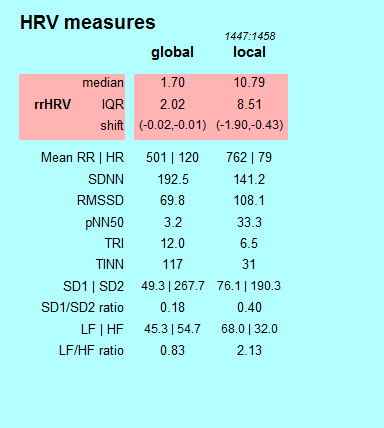 HRV measures
1447:1458
global local
median 1.70 10.79
rrHRV IQR 2.02 8.51
shift (-0.02,-0.01) (-1.90,-0.43)
Mean RR | HR 501 | 120 762 | 79
SDNN 192.5 141.2
RMSSD 69.8 108.1
pNN50 3.2 33.3
TRI 12.0 6.5
TINN 117 31
SD1 | SD2 49.3 | 267.7 76.1 | 190.3
SD1/SD2 ratio 0.18 0.40
LF | HF 45.3 | 54.7 68.0 | 32.0
LF/HF ratio 0.83 2.13